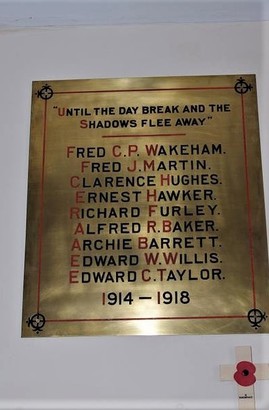 "UNTIL THE DAY BREAK AND THE
SHADOWS FLEE AWAY"
FRED C.P. WAKEHAM.
FRED J. MARTIN.
CLARENCE HUGHES.
ERNEST HAWKER.
RICHARD FURLEY.
ALFRED R. BAKER.
ARCHIE BARRETT.
EDWARD W. WILLIS.
EDWARD C. TAYLOR.
1914 — 1918